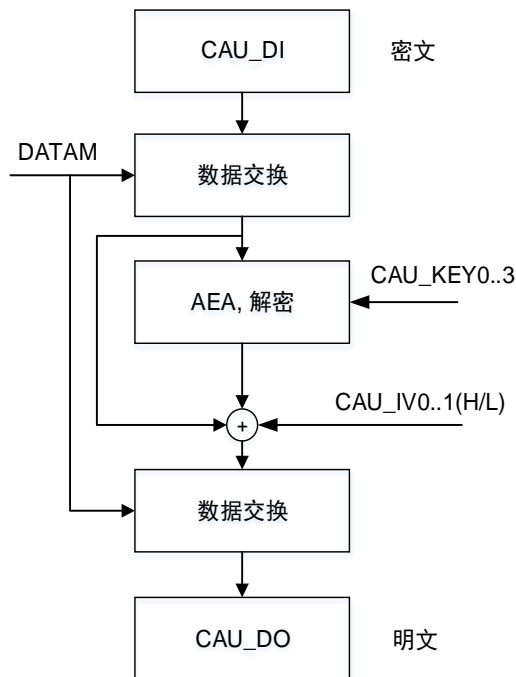 CAU_DI
密文
DATAM
数据交换
AEA, 解密
CAU_KEY0..3
CAU_IV0..1(H/L)
+
数据交换
CAU_DO
明文